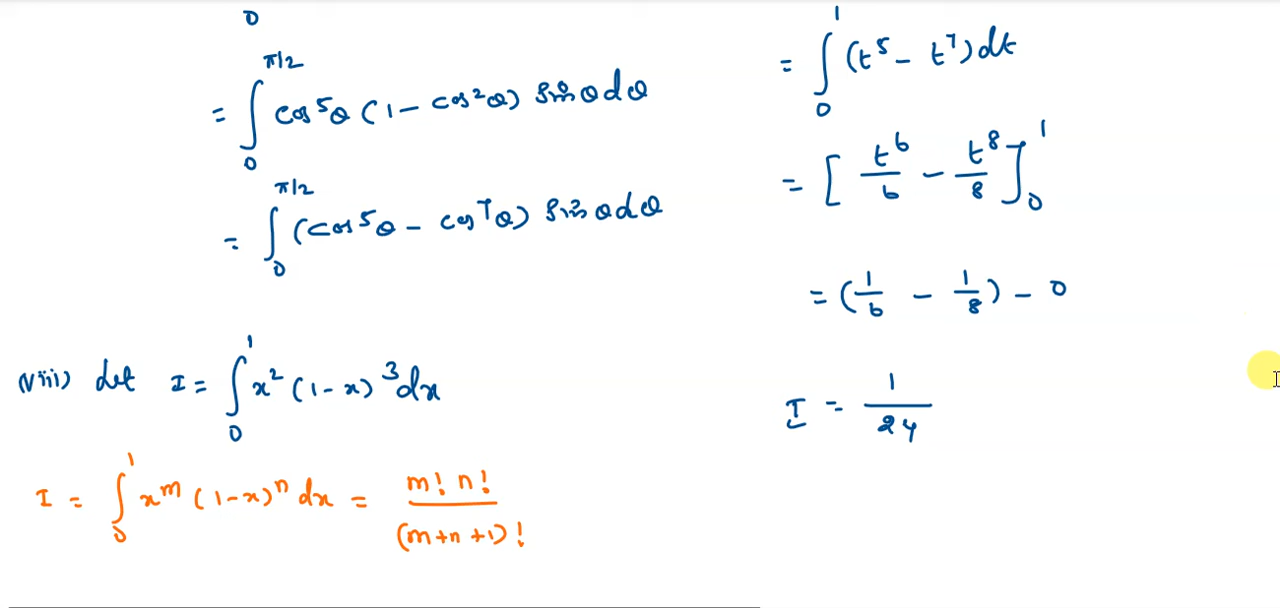 0
= ∫₀^{π/2} cos⁵θ (1 − cos²θ) sinθ dθ
= ∫₀^{π/2} (cos⁵θ − cos⁷θ) sinθ dθ
(viii) Let I = ∫₀¹ x² (1−x)³ dx
I = ∫₀¹ xᵐ (1−x)ⁿ dx = m! n! / (m+n+1)!
= ∫₀¹ (t⁵ − t⁷) dt
= [ t⁶/6 − t⁸/8 ]₀¹
= (1/6 − 1/8) − 0
I = 1/24